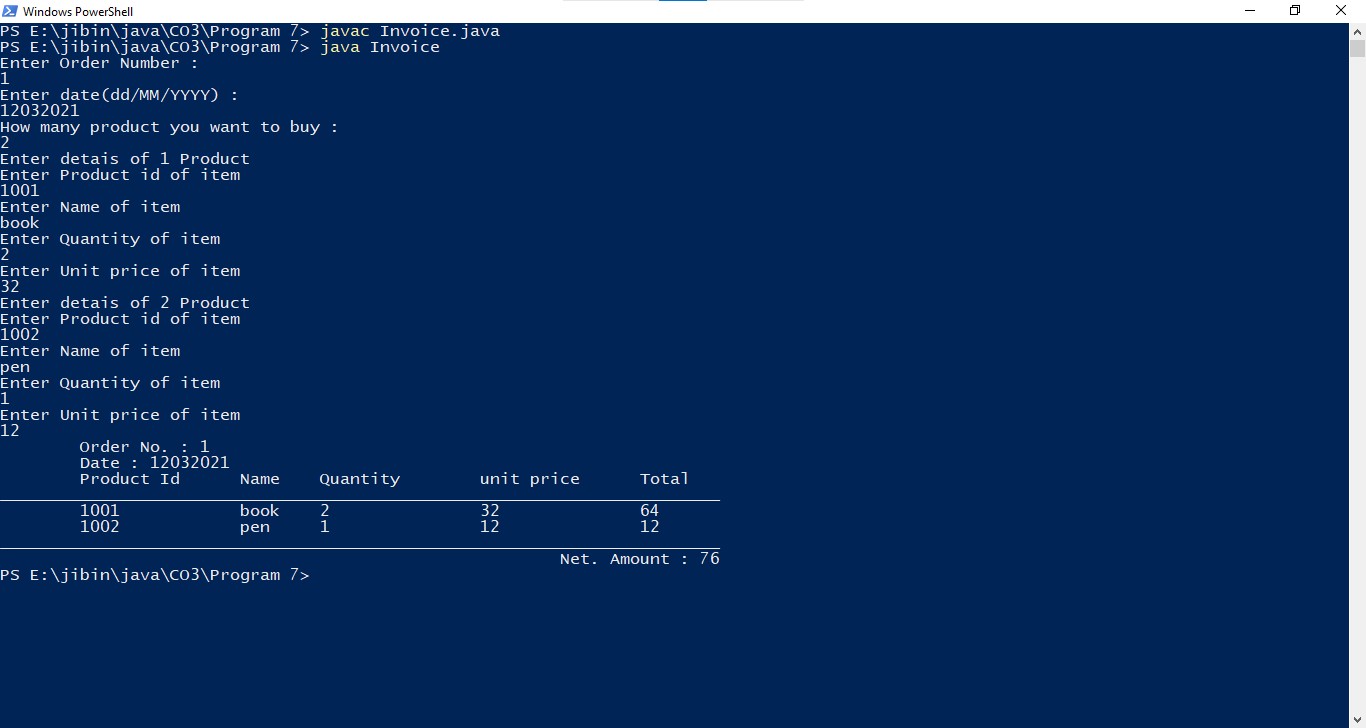 Windows PowerShell
PS E:\jibin\java\CO3\Program 7> javac Invoice.java
PS E:\jibin\java\CO3\Program 7> java Invoice
Enter Order Number :
1
Enter date(dd/MM/YYYY) :
12032021
How many product you want to buy :
2
Enter detais of 1 Product
Enter Product id of item
1001
Enter Name of item
book
Enter Quantity of item
2
Enter Unit price of item
32
Enter detais of 2 Product
Enter Product id of item
1002
Enter Name of item
pen
Enter Quantity of item
1
Enter Unit price of item
12
Order No. : 1
Date : 12032021
Product Id Name Quantity unit price Total
1001 book 2 32 64
1002 pen 1 12 12
Net. Amount : 76
PS E:\jibin\java\CO3\Program 7>